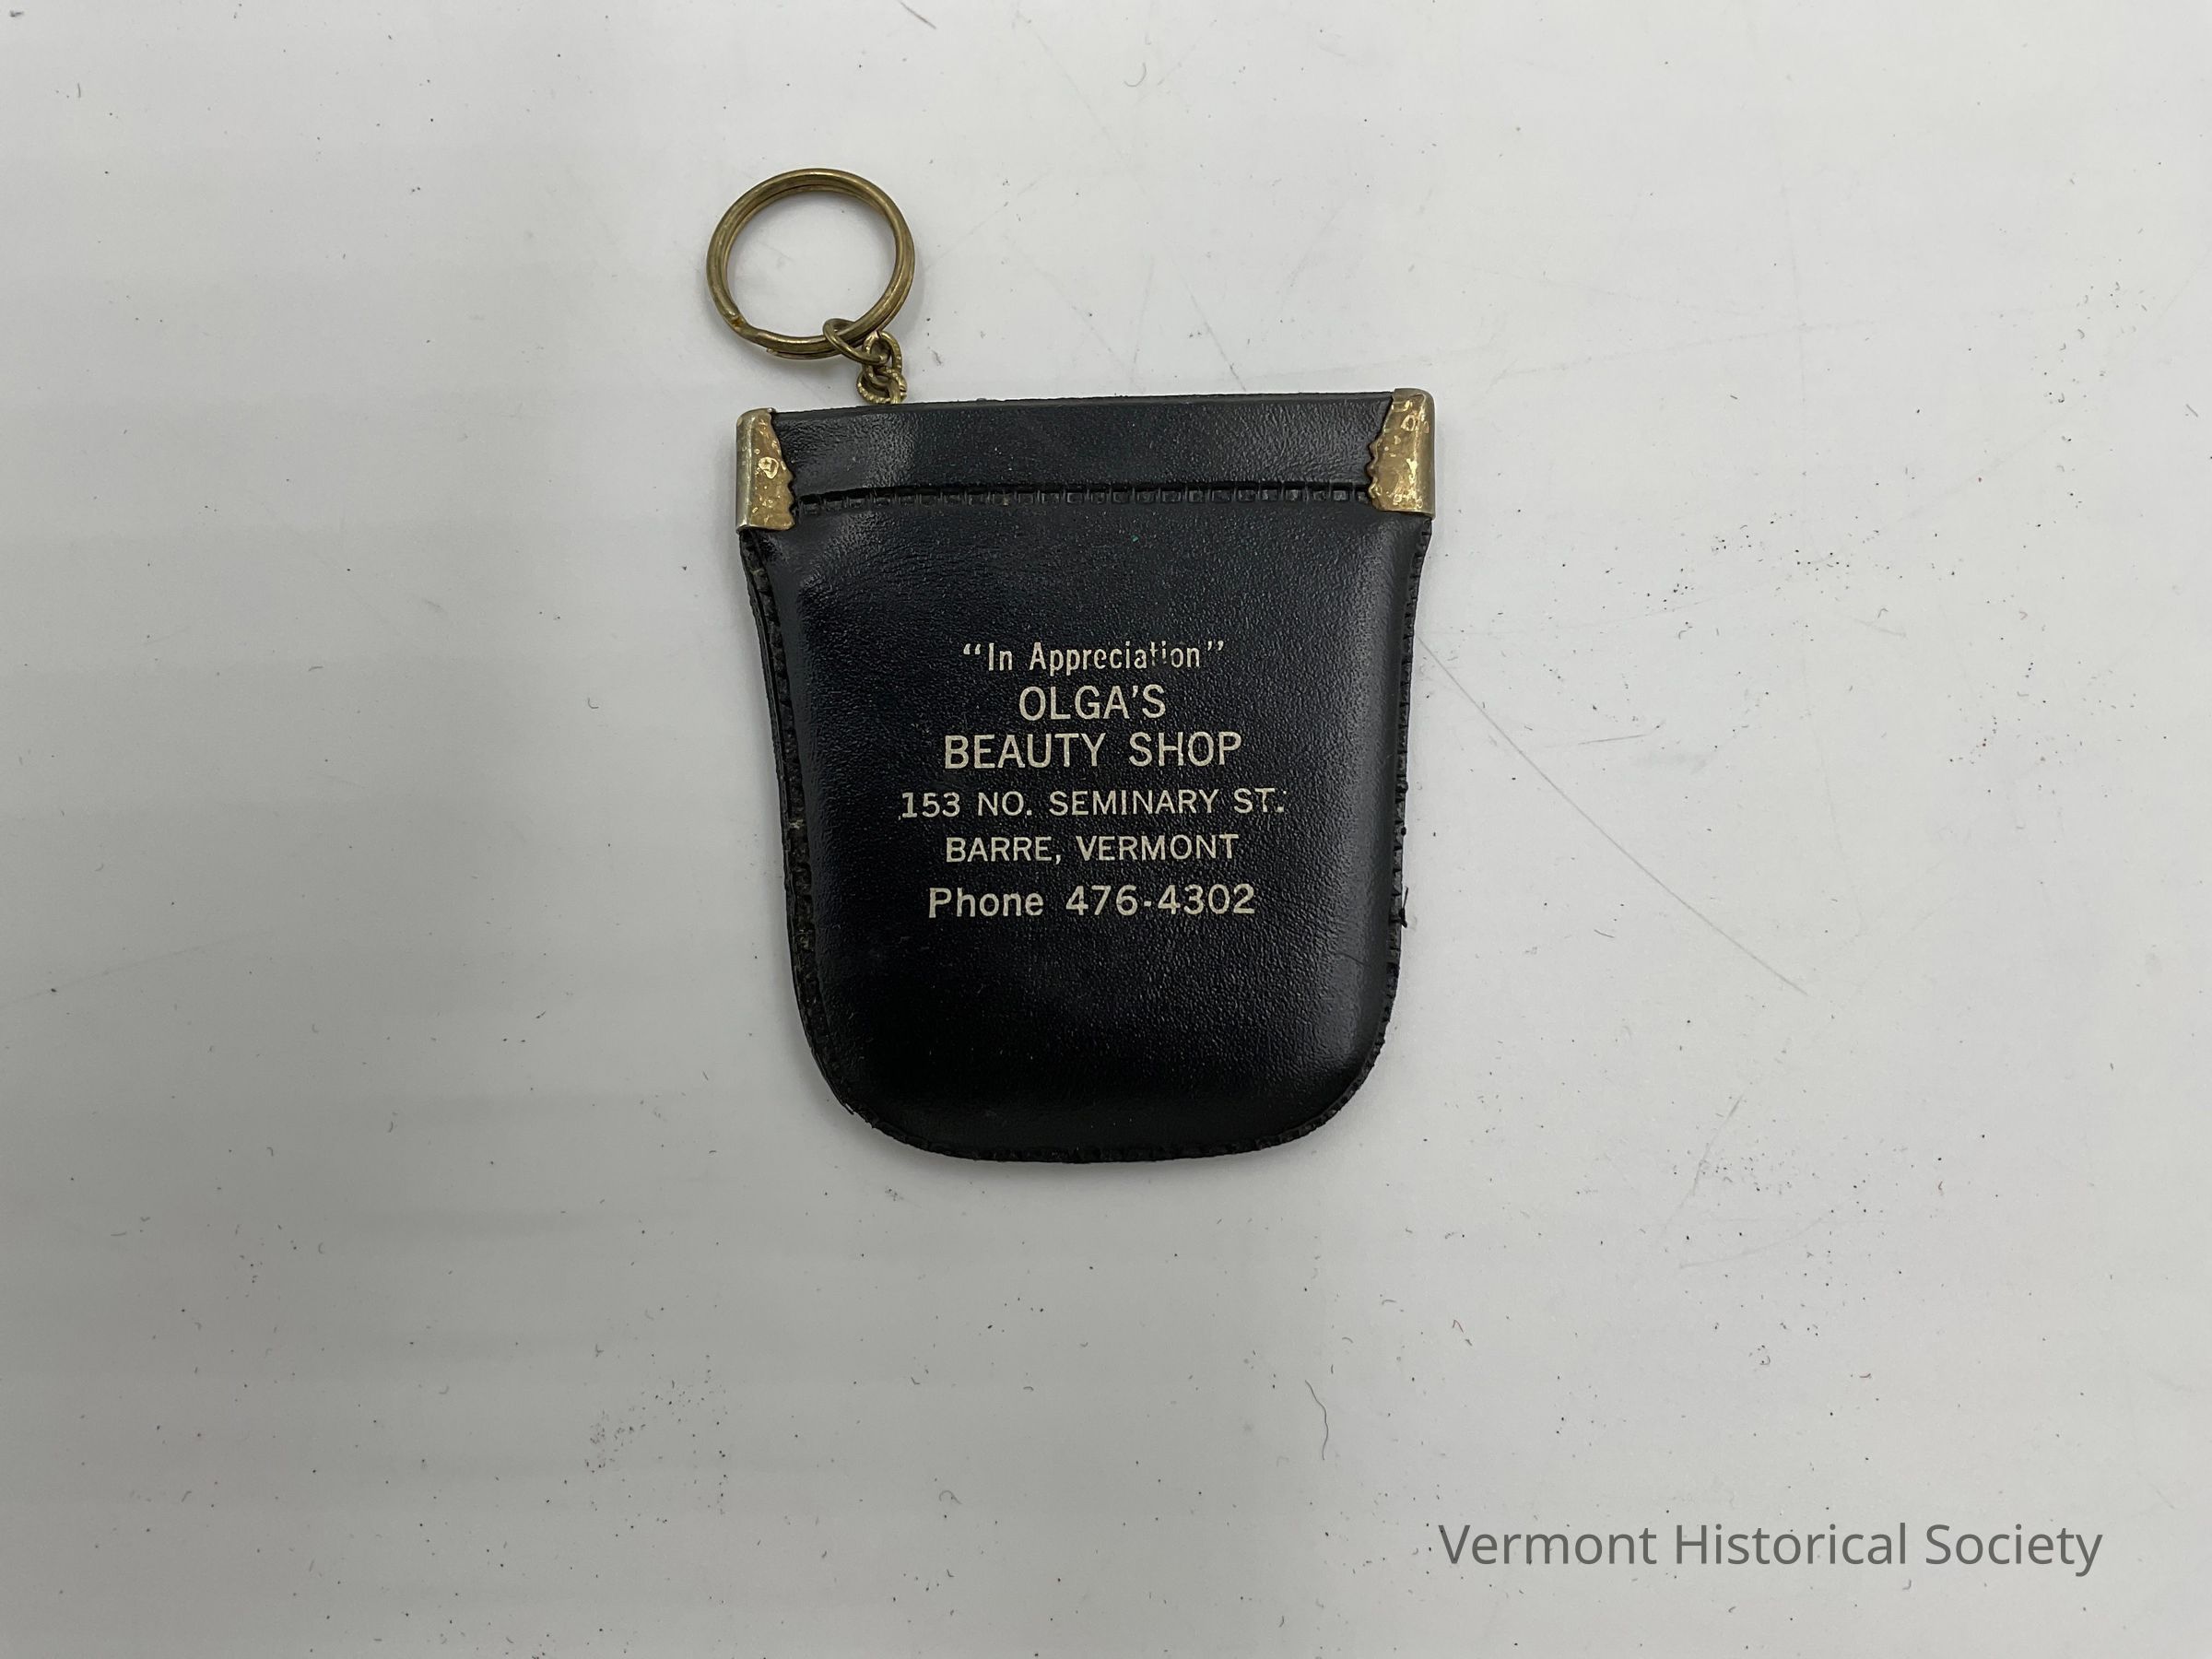 “In Appreciation”
OLGA'S
BEAUTY SHOP
153 NO. SEMINARY ST.
BARRE, VERMONT
Phone 476-4302
Vermont Historical Society